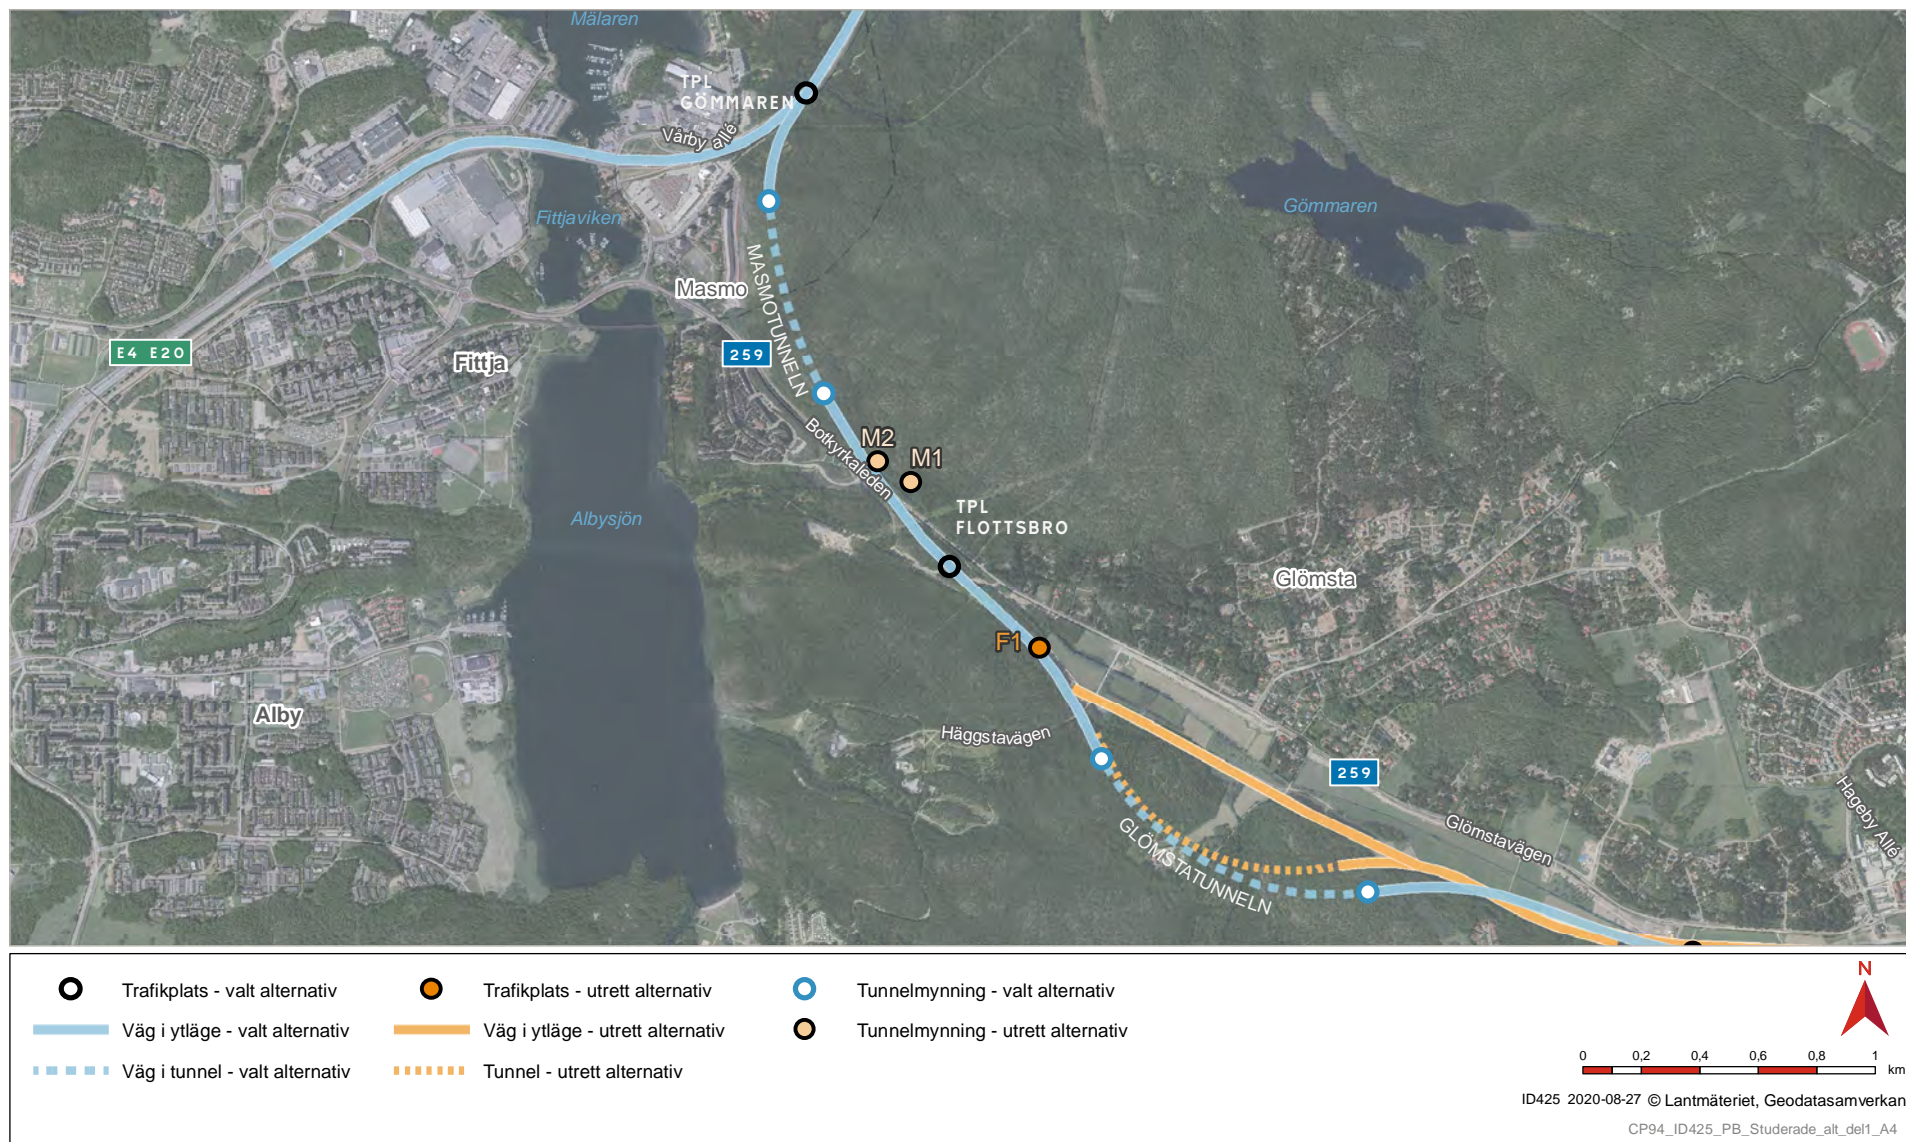 Mälaren
TPL
GÖMMAREN
Vårby allé
Fittjaviken
Gömmaren
Masmo
MASMOTUNNELN
E4 E20
259
Fittja
Botkyrkaleden
M2
M1
TPL
FLOTTSBRO
Albysjön
Glömsta
F1
Alby
Häggstavägen
259
Hageby Allé
Glömstavägen
GLÖMSTATUNNELN
Trafikplats - valt alternativ
Trafikplats - utrett alternativ
Tunnelmynning - valt alternativ
Väg i ytläge - valt alternativ
Väg i ytläge - utrett alternativ
Tunnelmynning - utrett alternativ
Väg i tunnel - valt alternativ
Tunnel - utrett alternativ
N
0 0,2 0,4 0,6 0,8 1
km
ID425 2020-08-27 © Lantmäteriet, Geodatasamverkan
CP94_ID425_PB_Studerade_alt_del1_A4